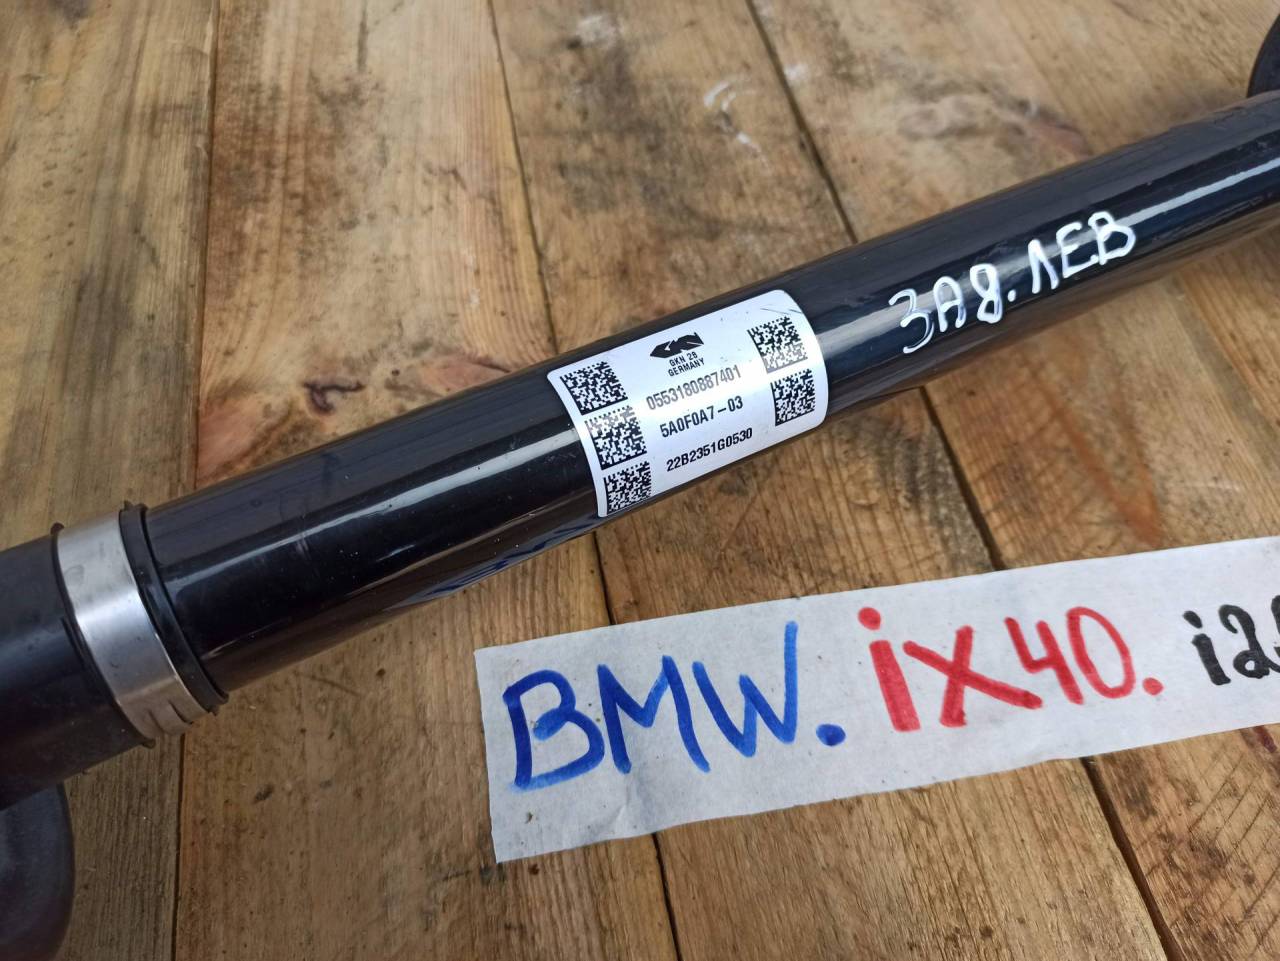 ЗАд. ЛЕВ
GKN 28
GERMANY
0553180887401
5A0F0A7-03
22B2351G0530
BMW. ix40.